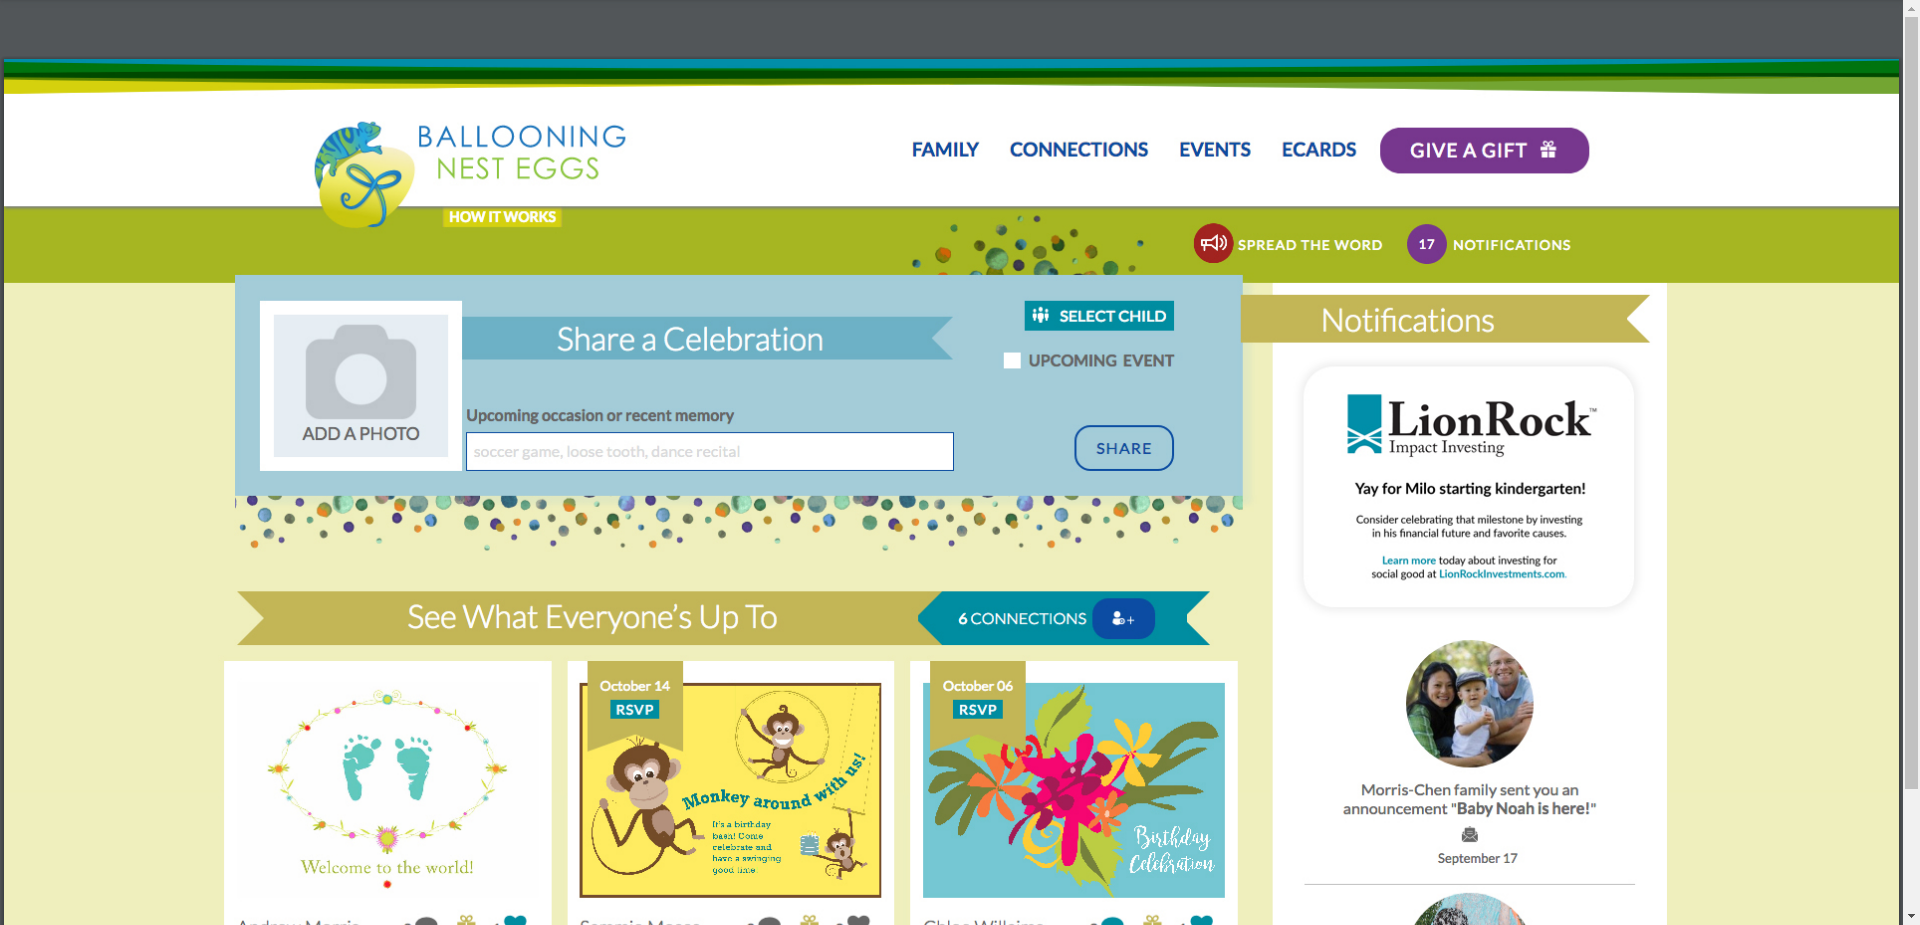 BALLOONING
NEST EGGS
HOW IT WORKS
FAMILY
CONNECTIONS
EVENTS
ECARDS
GIVE A GIFT
SPREAD THE WORD
17
NOTIFICATIONS
ADD A PHOTO
Share a Celebration
Upcoming occasion or recent memory
soccer game, loose tooth, dance recital
SELECT CHILD
UPCOMING EVENT
SHARE
Notifications
LionRock™
Impact Investing
Yay for Milo starting kindergarten!
Consider celebrating that milestone by investing
in his financial future and favorite causes.
Learn more today about investing for
social good at LionRockInvestments.com.
Morris-Chen family sent you an
announcement "Baby Noah is here!"
September 17
See What Everyone's Up To
6 CONNECTIONS
Welcome to the world!
October 14
RSVP
Monkey around with us!
It's a birthday
bash! Come
celebrate and
have a swinging
good time.
October 06
RSVP
Birthday
Celebration